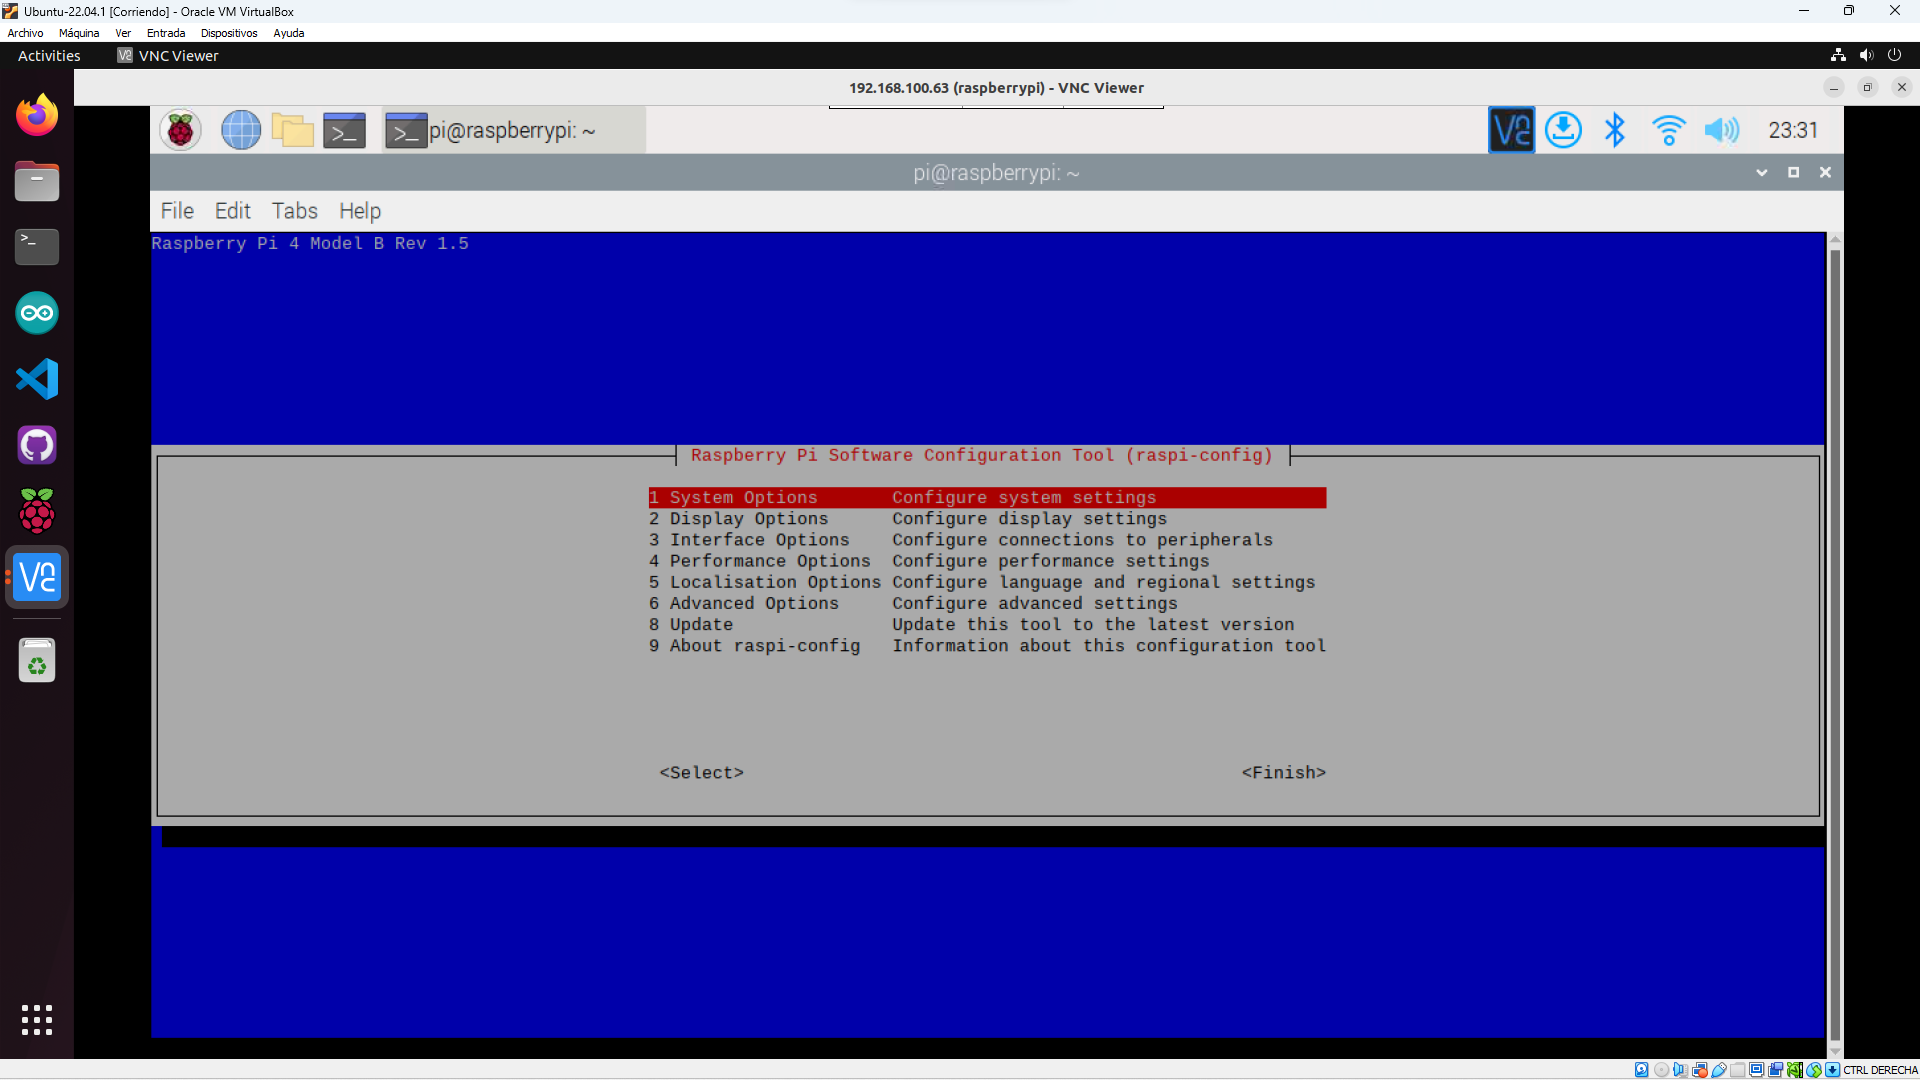 Ubuntu-22.04.1 [Corriendo] - Oracle VM VirtualBox
Archivo Máquina Ver Entrada Dispositivos Ayuda
Activities VNC Viewer
192.168.100.63 (raspberrypi) - VNC Viewer
pi@raspberrypi: ~ 23:31
pi@raspberrypi: ~
File Edit Tabs Help
Raspberry Pi 4 Model B Rev 1.5
Raspberry Pi Software Configuration Tool (raspi-config)
1 System Options Configure system settings
2 Display Options Configure display settings
3 Interface Options Configure connections to peripherals
4 Performance Options Configure performance settings
5 Localisation Options Configure language and regional settings
6 Advanced Options Configure advanced settings
8 Update Update this tool to the latest version
9 About raspi-config Information about this configuration tool
<Select> <Finish>
CTRL DERECHA